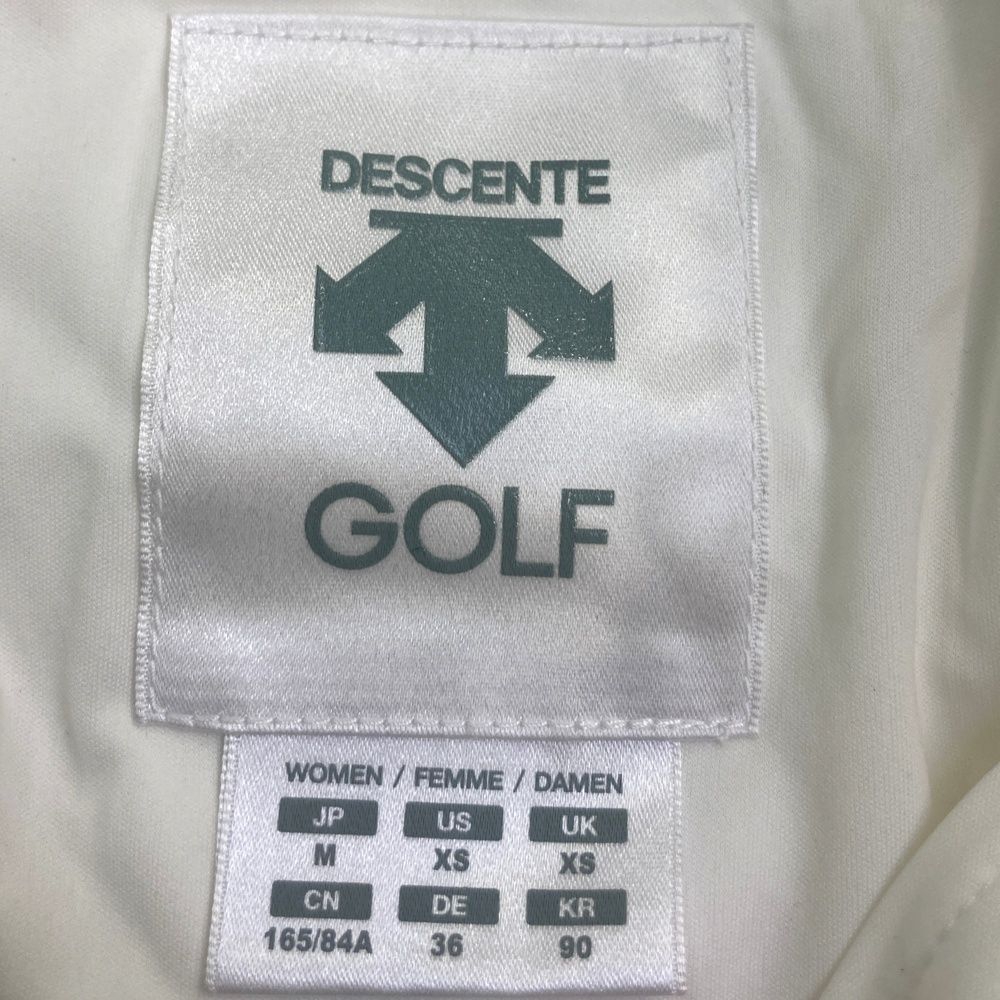 DESCENTE
GOLF
WOMEN / FEMME / DAMEN
JP US UK
M XS XS
CN DE KR
165/84A 36 90